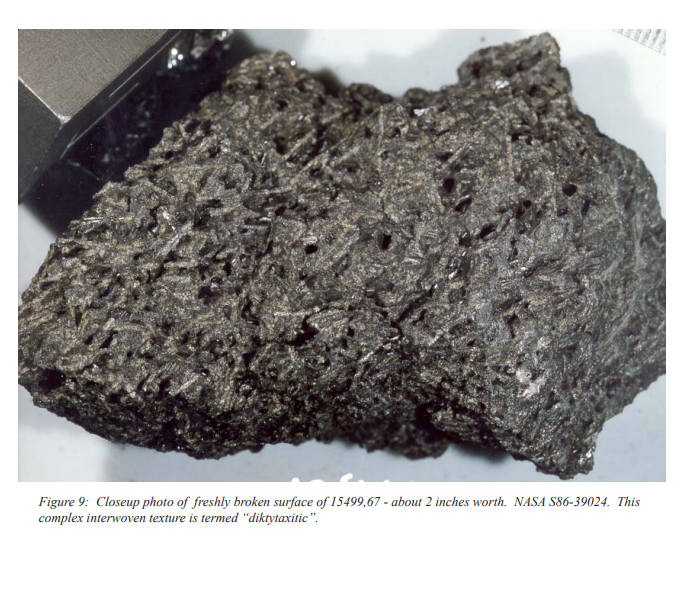 Figure 9:  Closeup photo of  freshly broken surface of 15499,67 - about 2 inches worth.  NASA S86-39024.  This
complex interwoven texture is termed “diktytaxitic”.